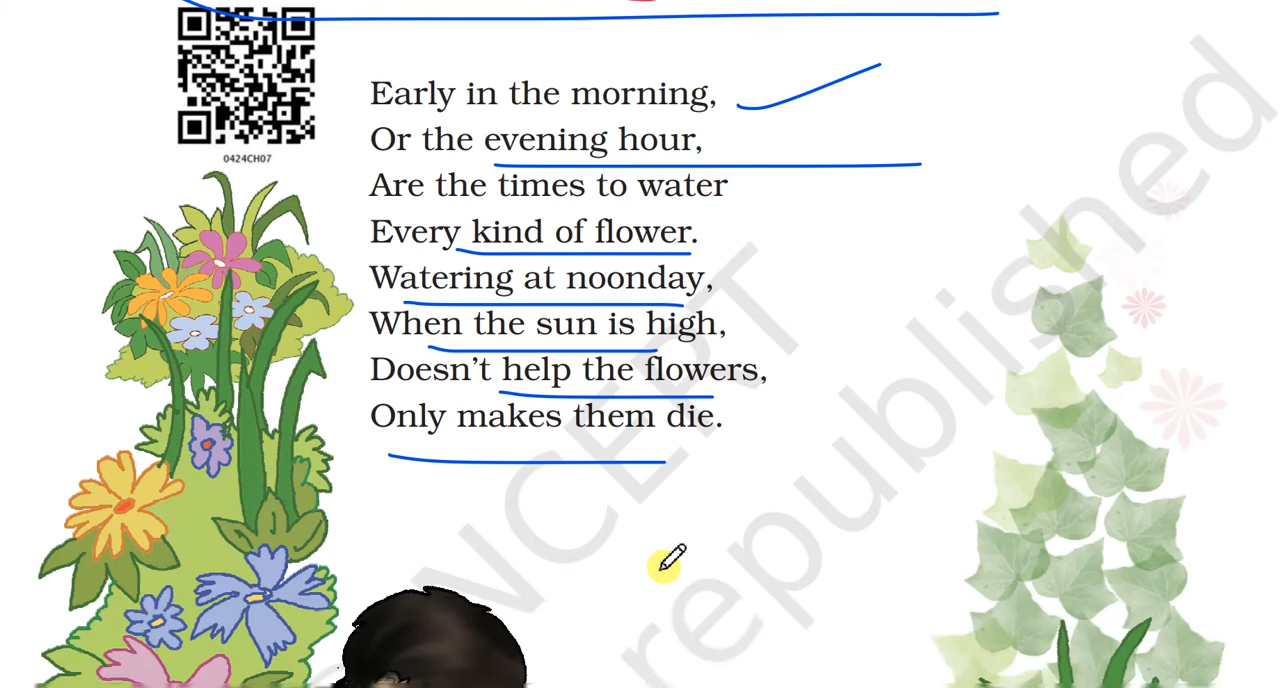 0424CH07
Early in the morning,
Or the evening hour,
Are the times to water
Every kind of flower.
Watering at noonday,
When the sun is high,
Doesn't help the flowers,
Only makes them die.
NCERT
republished